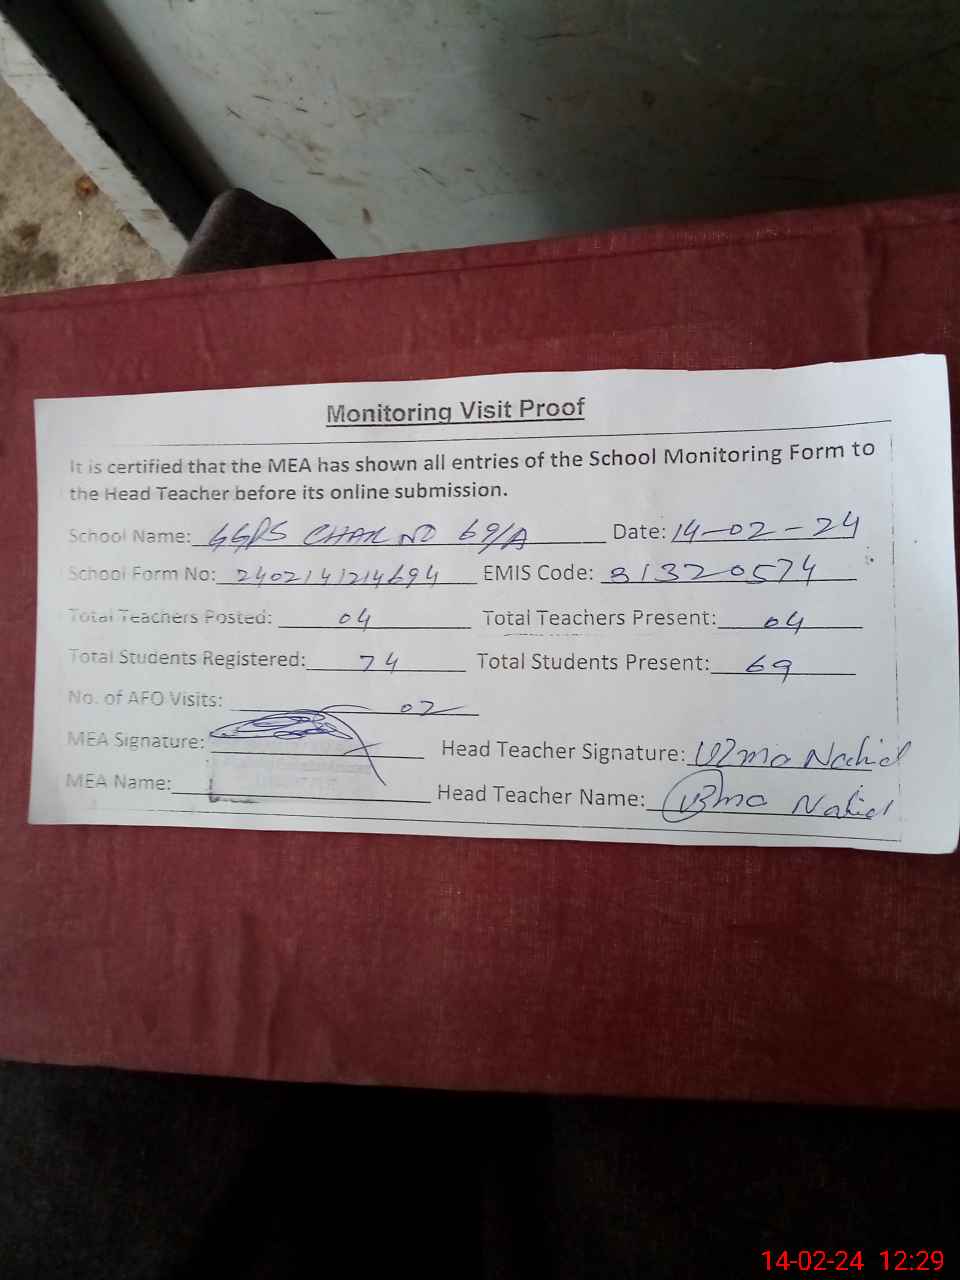 Monitoring Visit Proof
It is certified that the MEA has shown all entries of the School Monitoring Form to
the Head Teacher before its online submission.
School Name: GGPS CHAK NO 69/A Date: 14-02-24
School Form No: 2402141214694 EMIS Code: 31320574
Total Teachers Posted: 04 Total Teachers Present: 04
Total Students Registered: 74 Total Students Present: 69
No. of AFO Visits: 02
MEA Signature: Head Teacher Signature: Uzma Nahid
MEA Name: Head Teacher Name: Uzma Nahid
14-02-24 12:29